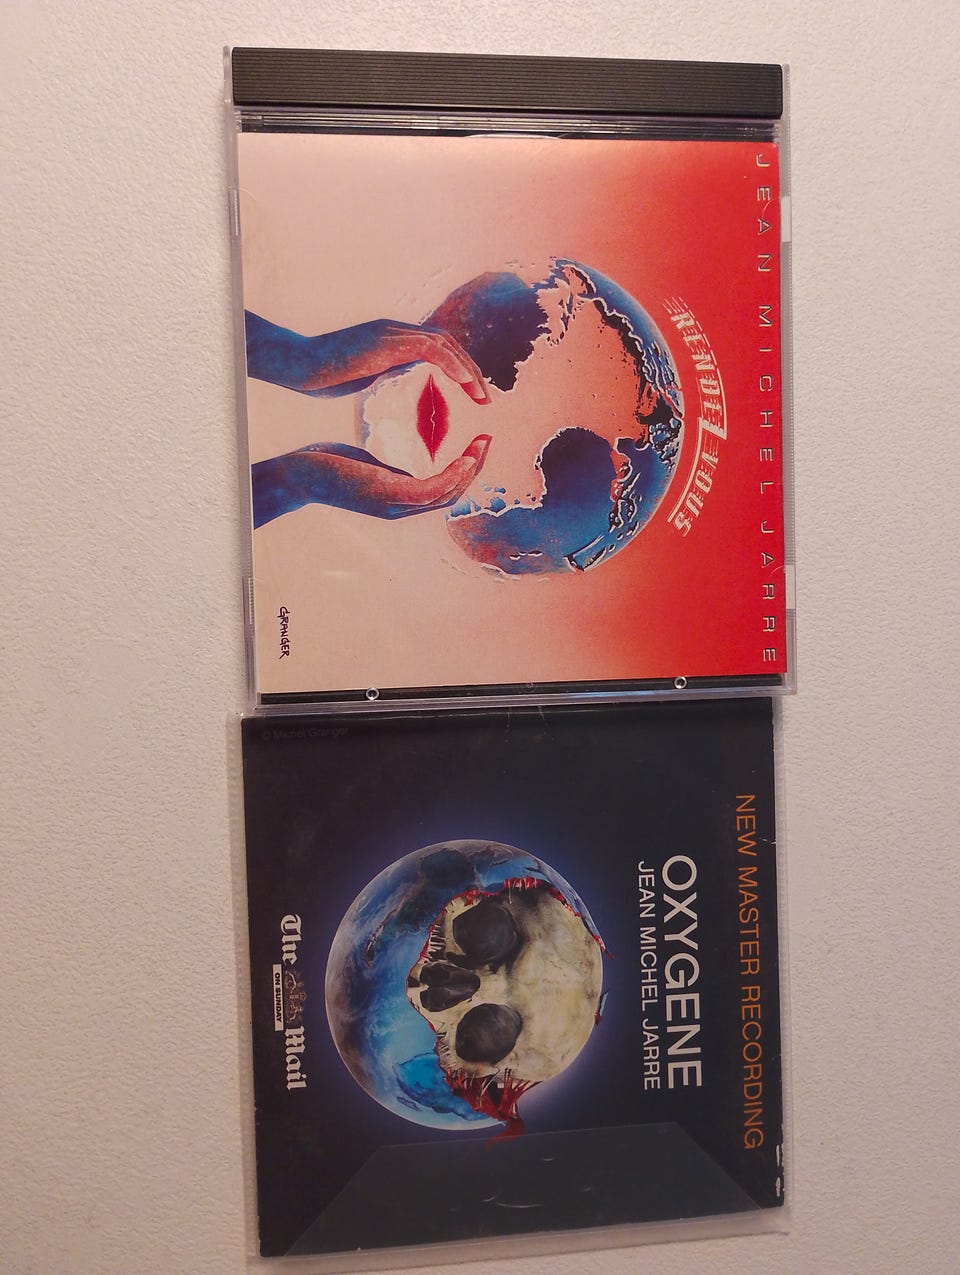 JEAN MICHEL JARRE
RENDEZ-VOUS
GRANGER
NEW MASTER RECORDING
OXYGENE
JEAN MICHEL JARRE
The Mail
ON SUNDAY
© Michel Granger